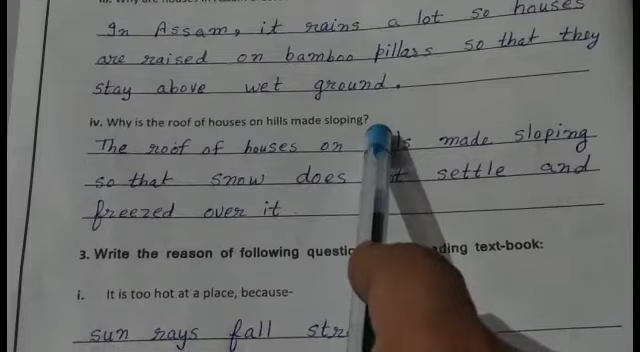 In Assam, it rains a lot so houses
are raised on bamboo pillars so that they
stay above wet ground.
iv. Why is the roof of houses on hills made sloping?
The roof of houses on made sloping
so that snow does settle and
freezed over it
3. Write the reason of following text-book:
i. It is too hot at a place, because-
sun rays fall